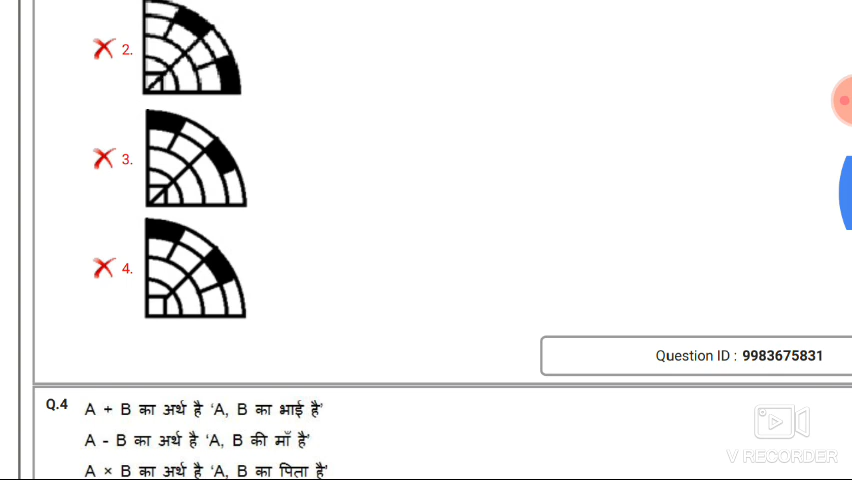 2.
3.
4.
Question ID : 9983675831
Q.4 A + B का अर्थ है 'A, B का भाई है'
A - B का अर्थ है 'A, B की माँ है'
A × B का अर्थ है 'A, B का पिता है'
V RECORDER